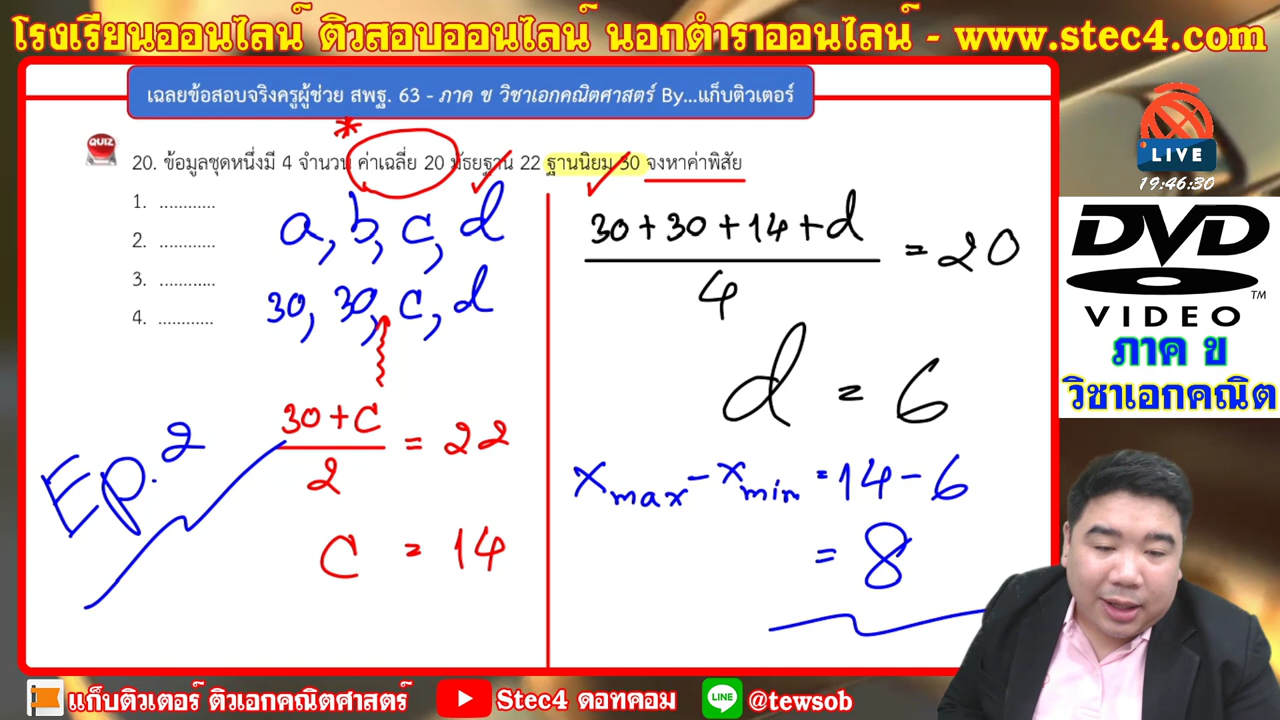 โรงเรียนออนไลน์ ติวสอบออนไลน์ นอกตำราออนไลน์ - www.stec4.com
เฉลยข้อสอบจริงครูผู้ช่วย สพฐ. 63 - ภาค ข วิชาเอกคณิตศาสตร์ By...แก็บติวเตอร์
QUIZ
*
20. ข้อมูลชุดหนึ่งมี 4 จำนวน ค่าเฉลี่ย 20 มัธยฐาน 22 ฐานนิยม 30 จงหาค่าพิสัย
1. ............
2. ............
3. ............
4. ............
a, b, c, d
30, 30, c, d
30+c
2
= 22
c = 14
Ep.2
30+30+14+d
4
=20
d = 6
xmax-xmin=14-6
= 8
LIVE
19:46:30
DVD
TM
VIDEO
ภาค ข
วิชาเอกคณิต
แก็บติวเตอร์ ติวเอกคณิตศาสตร์
Stec4 ดอทคอม
LINE
@tewsob